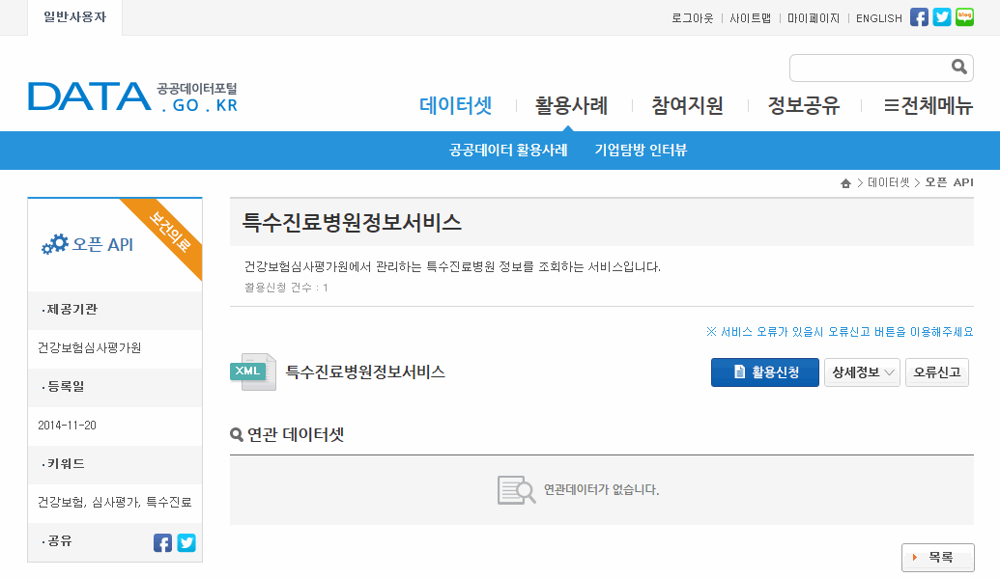 일반사용자
로그아웃 | 사이트맵 | 마이페이지 | ENGLISH
blog
DATA 공공데이터포털
.GO.KR
데이터셋 활용사례 참여지원 정보공유 전체메뉴
공공데이터 활용사례 기업탐방 인터뷰
> 데이터셋 > 오픈 API
오픈 API
보건의료
·제공기관
건강보험심사평가원
·등록일
2014-11-20
·키워드
건강보험, 심사평가, 특수진료
·공유
특수진료병원정보서비스
건강보험심사평가원에서 관리하는 특수진료병원 정보를 조회하는 서비스입니다.
활용신청 건수 : 1
※ 서비스 오류가 있을시 오류신고 버튼을 이용해주세요
XML 특수진료병원정보서비스
활용신청 상세정보 오류신고
연관 데이터셋
연관데이터가 없습니다.
목록